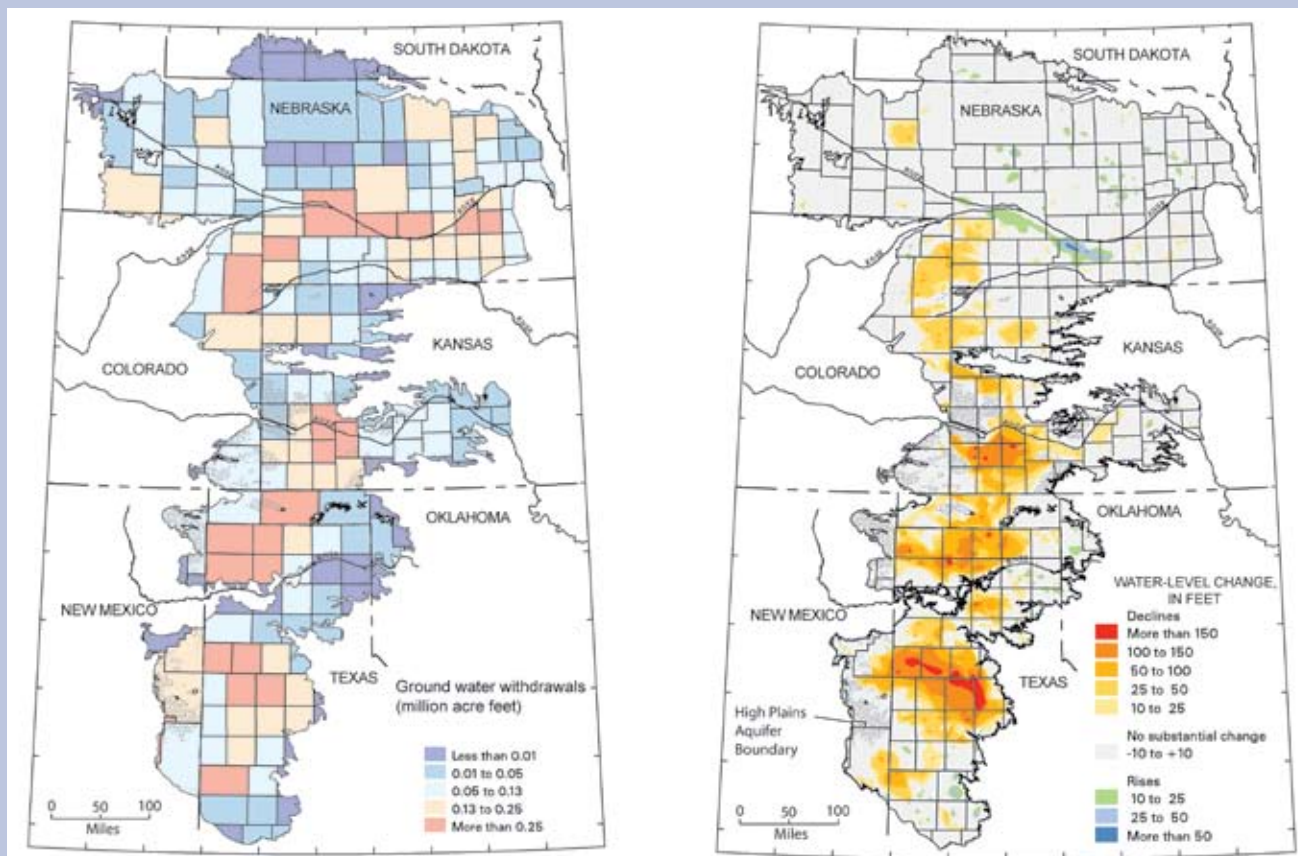 SOUTH DAKOTA
NEBRASKA
COLORADO
KANSAS
OKLAHOMA
NEW MEXICO
TEXAS
Ground water withdrawals
(million acre feet)
Less than 0.01
0.01 to 0.05
0.05 to 0.13
0.13 to 0.25
More than 0.25
0 50 100
Miles
SOUTH DAKOTA
NEBRASKA
COLORADO
KANSAS
OKLAHOMA
NEW MEXICO
TEXAS
WATER-LEVEL CHANGE,
IN FEET
Declines
More than 150
100 to 150
50 to 100
25 to 50
10 to 25
No substantial change
-10 to +10
Rises
10 to 25
25 to 50
More than 50
High Plains
Aquifer
Boundary
0 50 100
Miles